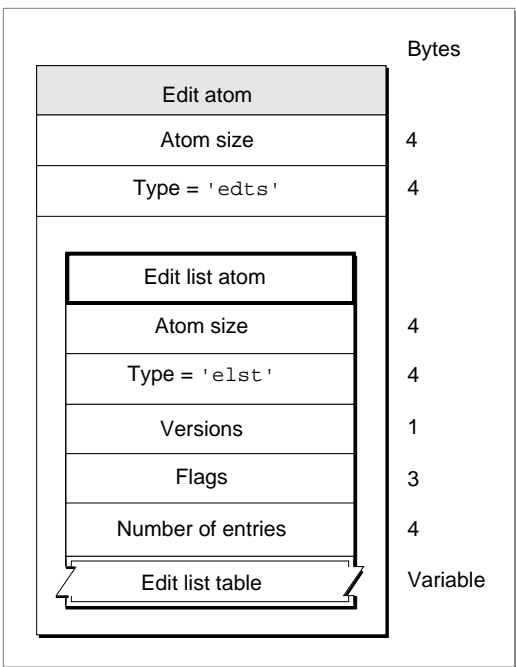 Bytes
Edit atom
Atom size 4
Type = 'edts' 4
Edit list atom
Atom size 4
Type = 'elst' 4
Versions 1
Flags 3
Number of entries 4
Edit list table Variable